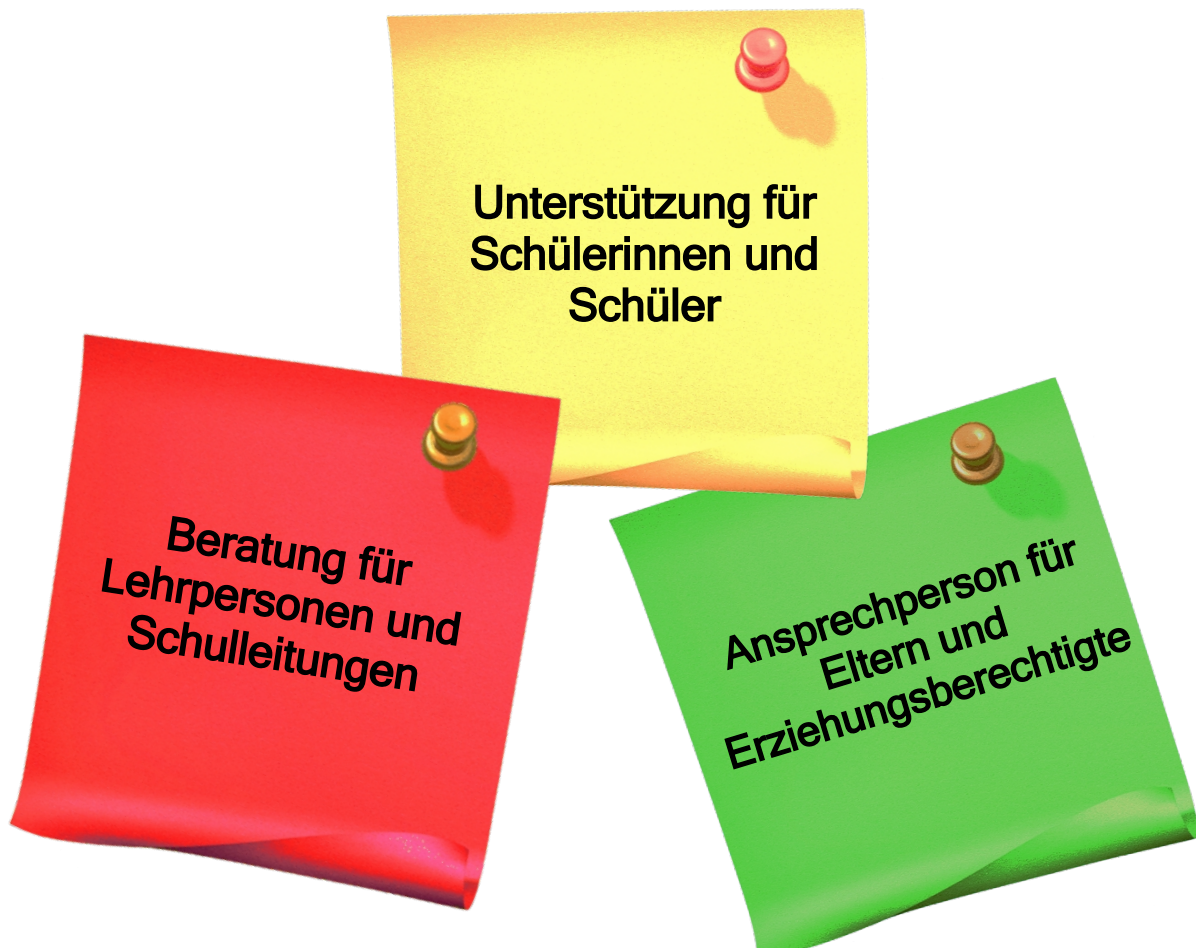 Unterstützung für
Schülerinnen und
Schüler
Beratung für
Lehrpersonen und
Schulleitungen
Ansprechperson für
Eltern und
Erziehungsberechtigte